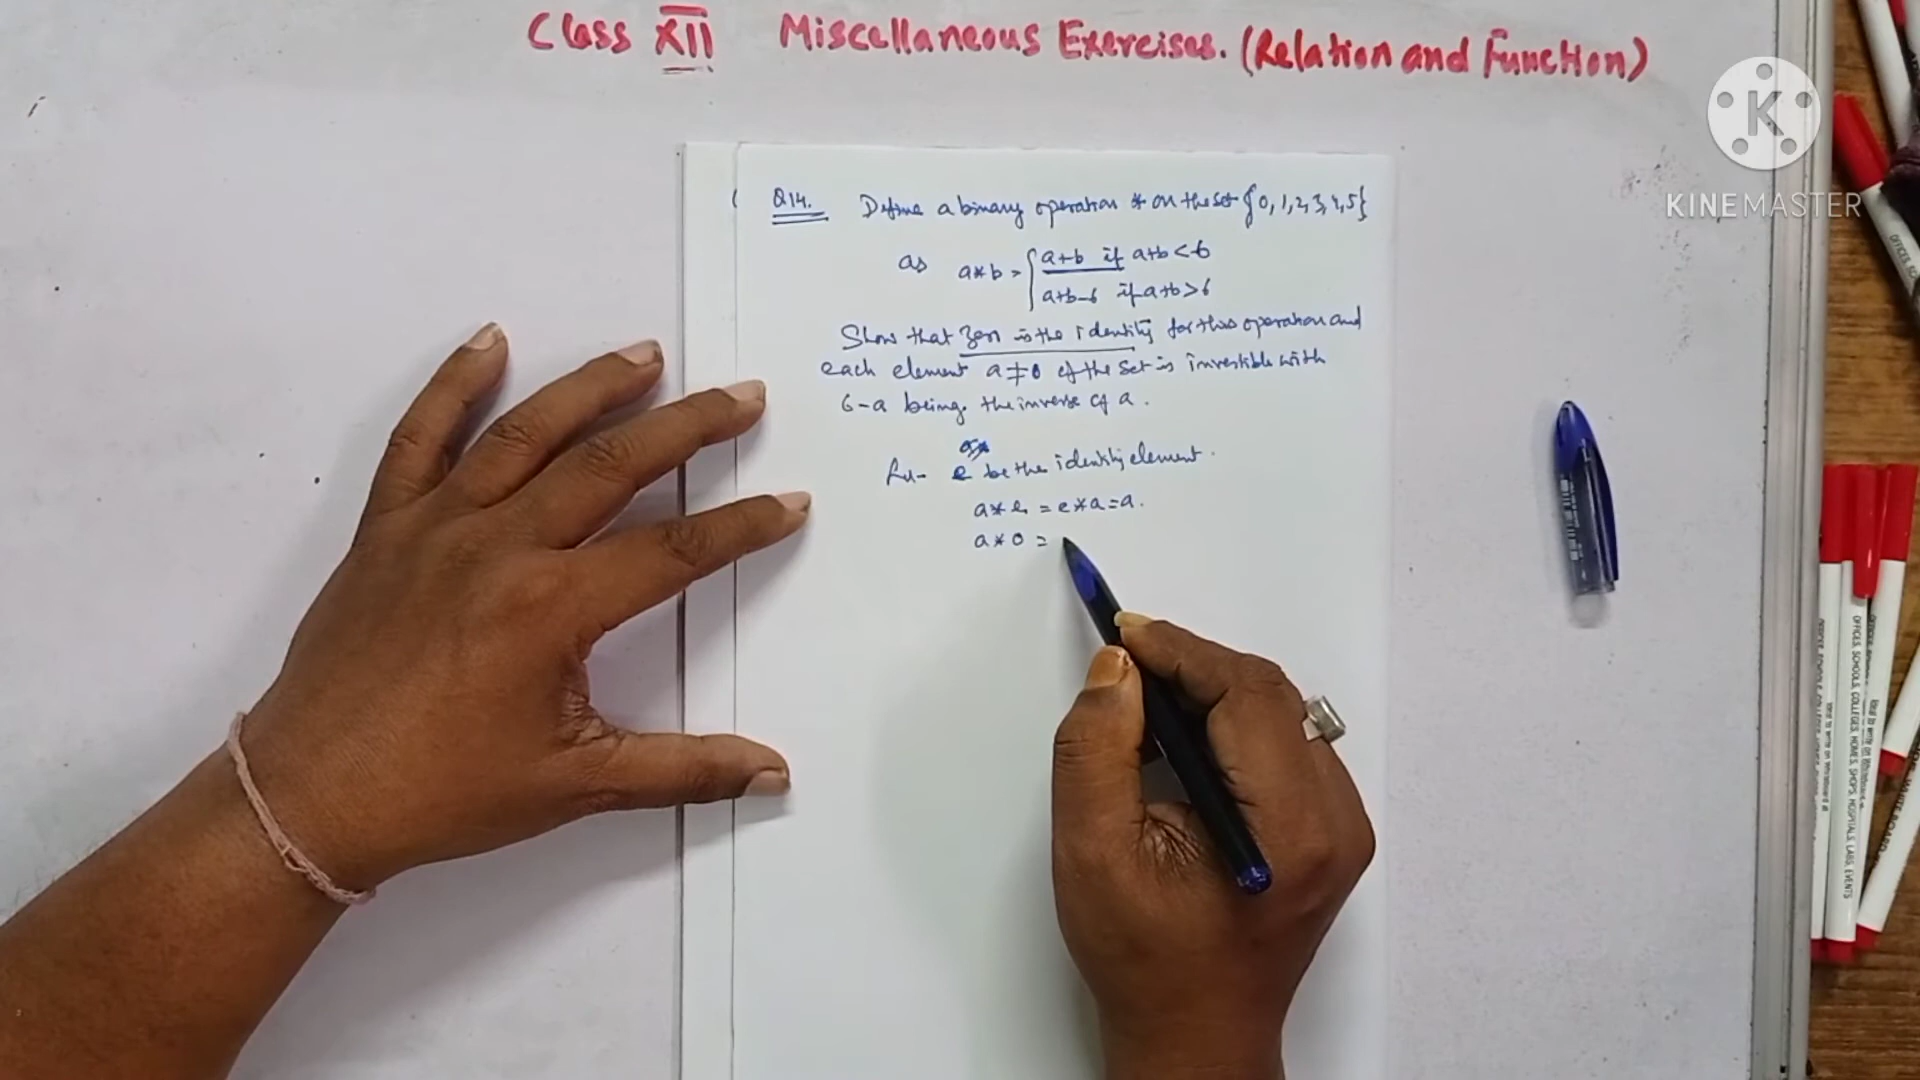 Class XII Miscellaneous Exercises. (Relation and Function)
K
KINEMASTER
Q14. Define a binary operation * on the set {0,1,2,3,4,5}
as a*b = { a+b if a+b<6
a+b-6 if a+b>6
Show that zero is the identity for this operation and
each element a≠0 of the set is invertible with
6-a being the inverse of a.
Let e be the identity element.
a*e = e*a=a.
a*0 =